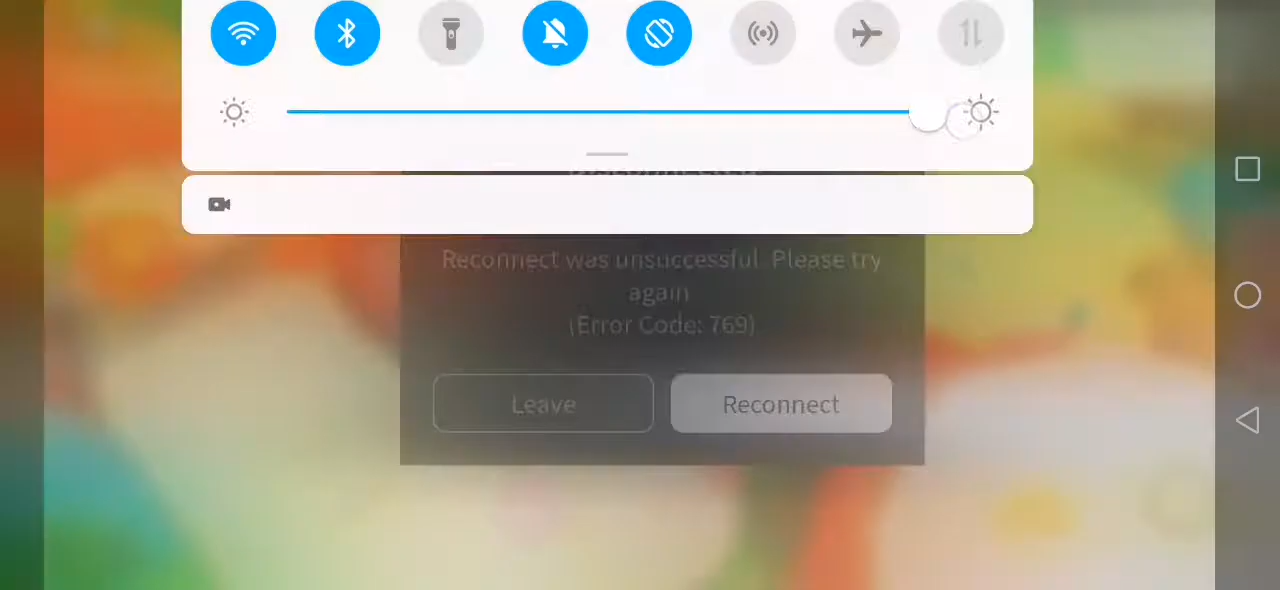 Reconnect was unsuccessful. Please try
again
(Error Code: 769)
Leave
Reconnect